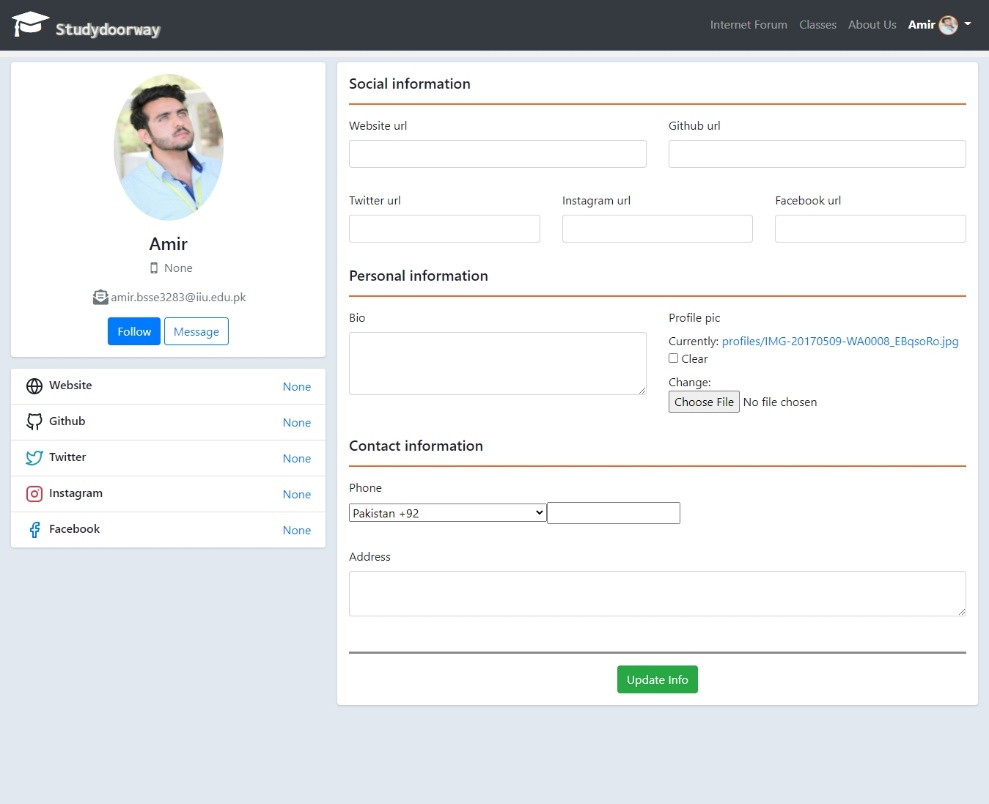 Studydoorway
Internet Forum Classes About Us Amir
Amir
None
amir.bsse3283@iiu.edu.pk
Follow Message
Website None
Github None
Twitter None
Instagram None
Facebook None
Social information
Website url Github url
Twitter url Instagram url Facebook url
Personal information
Bio Profile pic
Currently: profiles/IMG-20170509-WA0008_EBqsoRo.jpg
Clear
Change:
Choose File No file chosen
Contact information
Phone
Pakistan +92
Address
Update Info